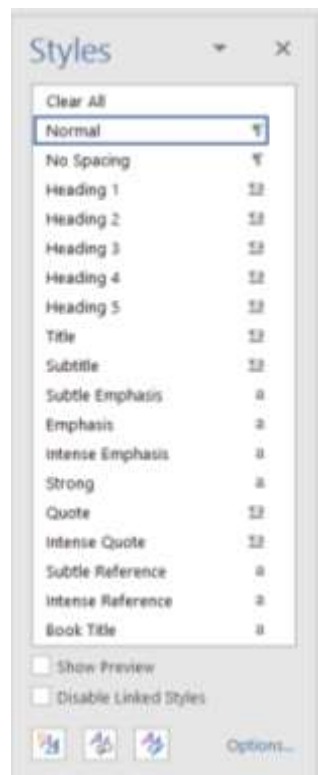 Styles
Clear All
Normal ¶
No Spacing ¶
Heading 1 ¶a
Heading 2 ¶a
Heading 3 ¶a
Heading 4 ¶a
Heading 5 ¶a
Title ¶a
Subtitle ¶a
Subtle Emphasis a
Emphasis a
Intense Emphasis a
Strong a
Quote ¶a
Intense Quote ¶a
Subtle Reference a
Intense Reference a
Book Title a
Show Preview
Disable Linked Styles
Options...